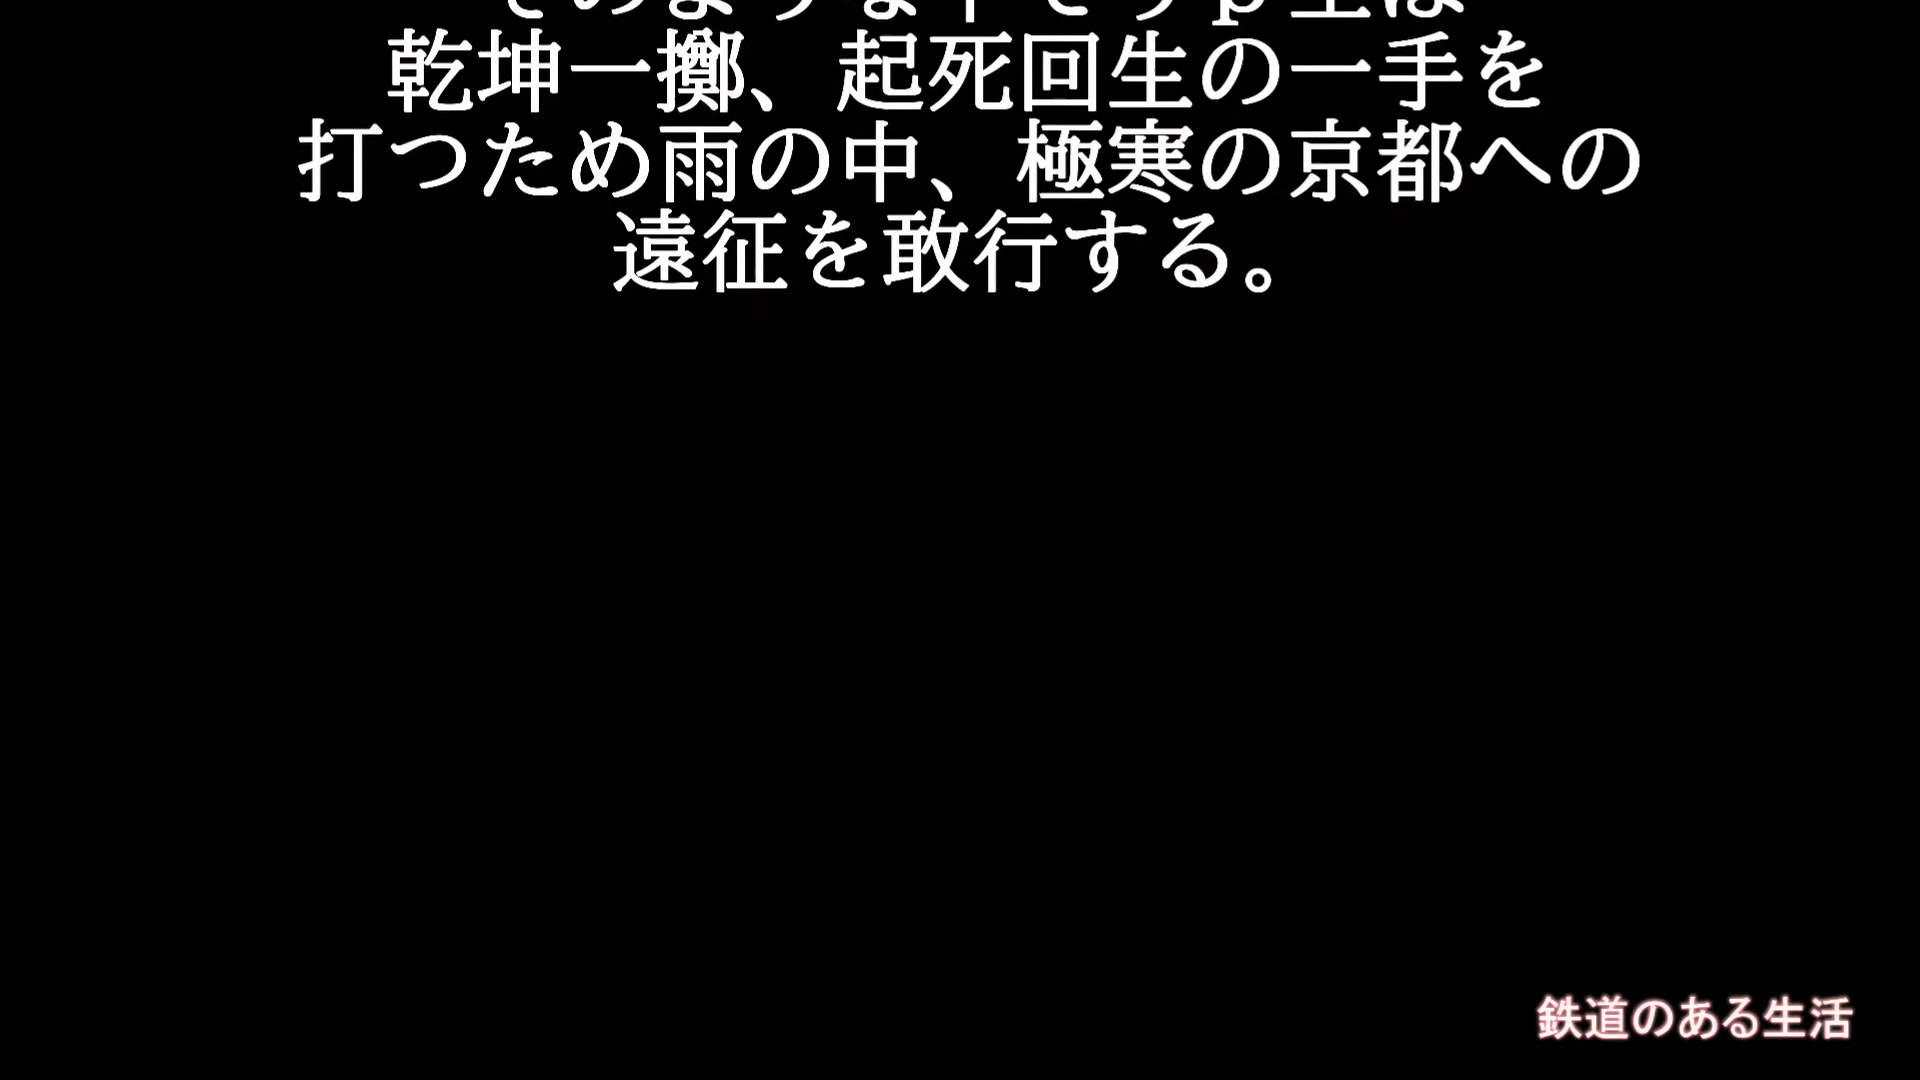 乾坤一擲、起死回生の一手を
打つため雨の中、極寒の京都への
遠征を敢行する。
鉄道のある生活